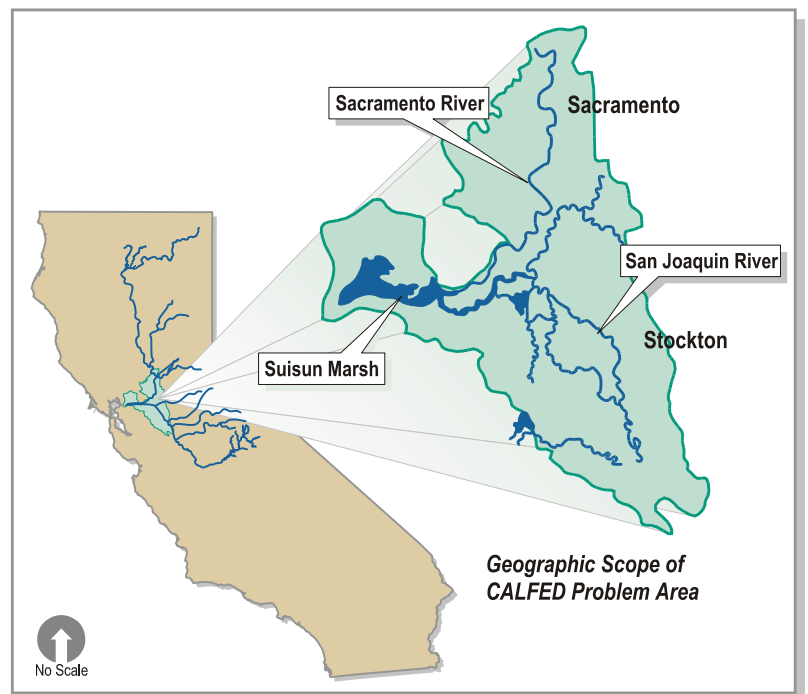 Sacramento River
Sacramento
San Joaquin River
Stockton
Suisun Marsh
Geographic Scope of
CALFED Problem Area
No Scale